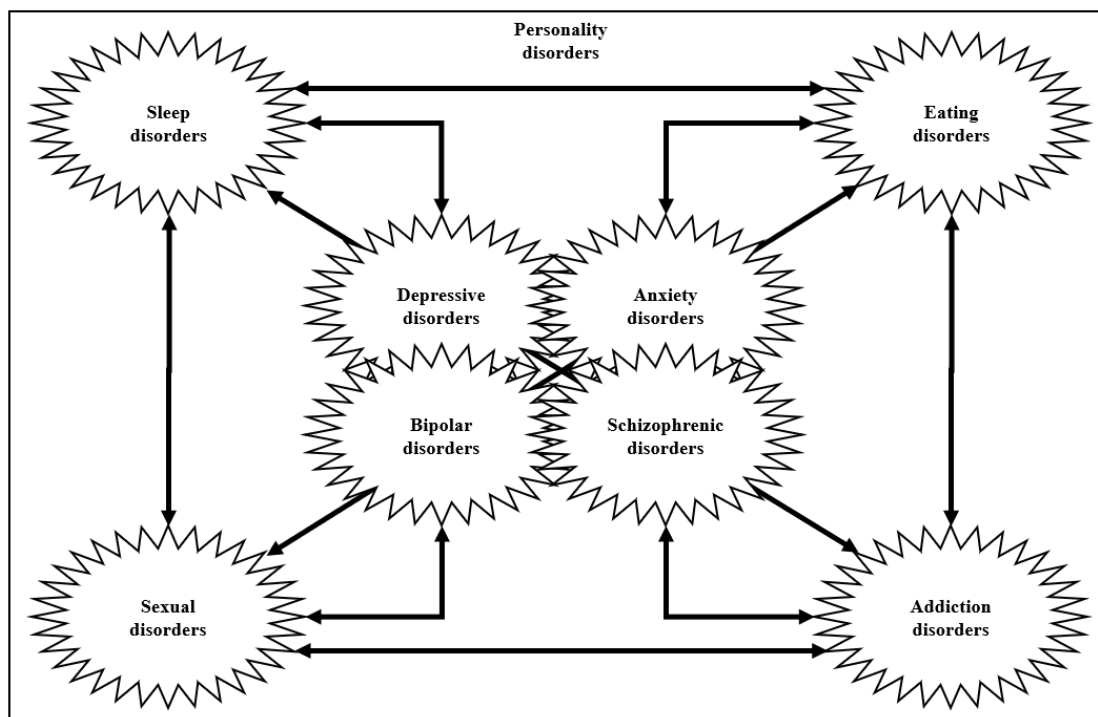 Personality
disorders
Sleep
disorders
Eating
disorders
Depressive
disorders
Anxiety
disorders
Bipolar
disorders
Schizophrenic
disorders
Sexual
disorders
Addiction
disorders